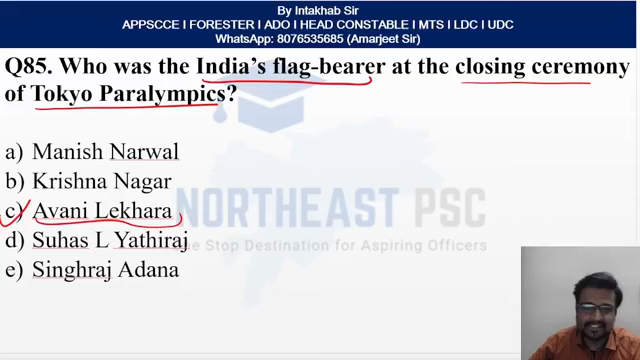 By Intakhab Sir
APPSCCE I FORESTER I ADO I HEAD CONSTABLE I MTS I LDC I UDC
WhatsApp: 8076535685 (Amarjeet Sir)
Q85. Who was the India's flag-bearer at the closing ceremony
of Tokyo Paralympics?
a) Manish Narwal
b) Krishna Nagar
c) Avani Lekhara
d) Suhas L Yathiraj
e) Singhraj Adana
NORTHEAST PSC
Stop Destination for Aspiring Officers